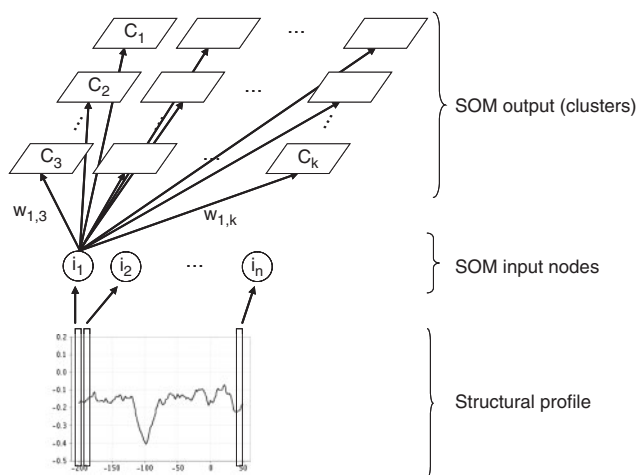 C1 ...
C2 ... SOM output (clusters)
... ...
C3 ... Ck
w1,3 w1,k
i1 i2 ... in SOM input nodes
0.2
0.1
0.0
-0.1
-0.2 Structural profile
-0.3
-0.4
-0.5
-200 -150 -100 -50 0 50